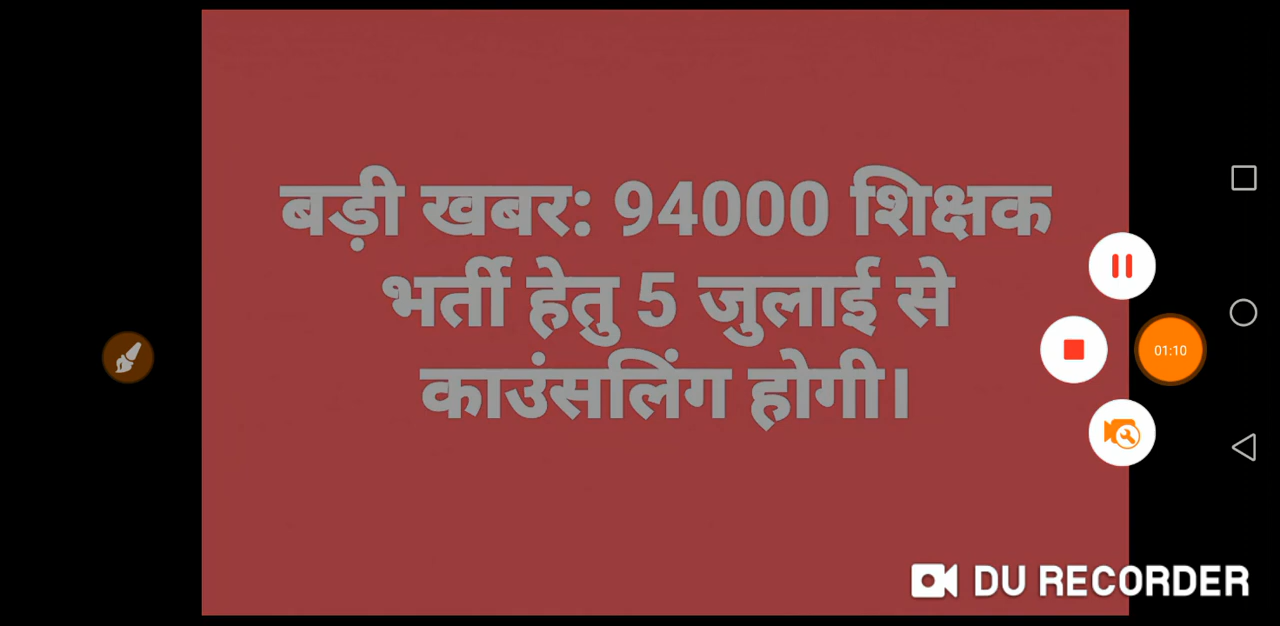 बड़ी खबर: 94000 शिक्षक
भर्ती हेतु 5 जुलाई से
काउंसलिंग होगी।
01:10
DU RECORDER